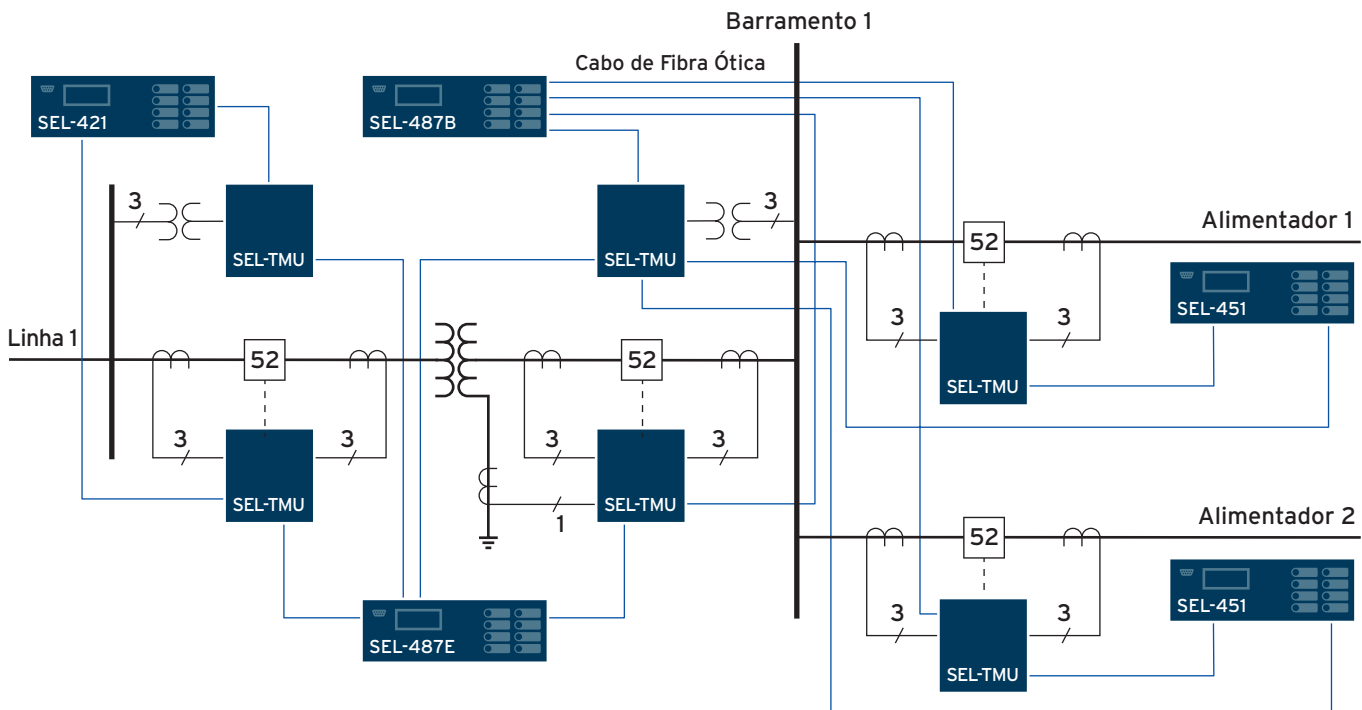 Barramento 1
Cabo de Fibra Ótica
SEL-421
SEL-487B
3
SEL-TMU
SEL-TMU
3
Alimentador 1
52
3
3
SEL-TMU
SEL-451
Linha 1
52
3
3
SEL-TMU
52
3
3
1
SEL-TMU
SEL-487E
Alimentador 2
52
3
3
SEL-TMU
SEL-451